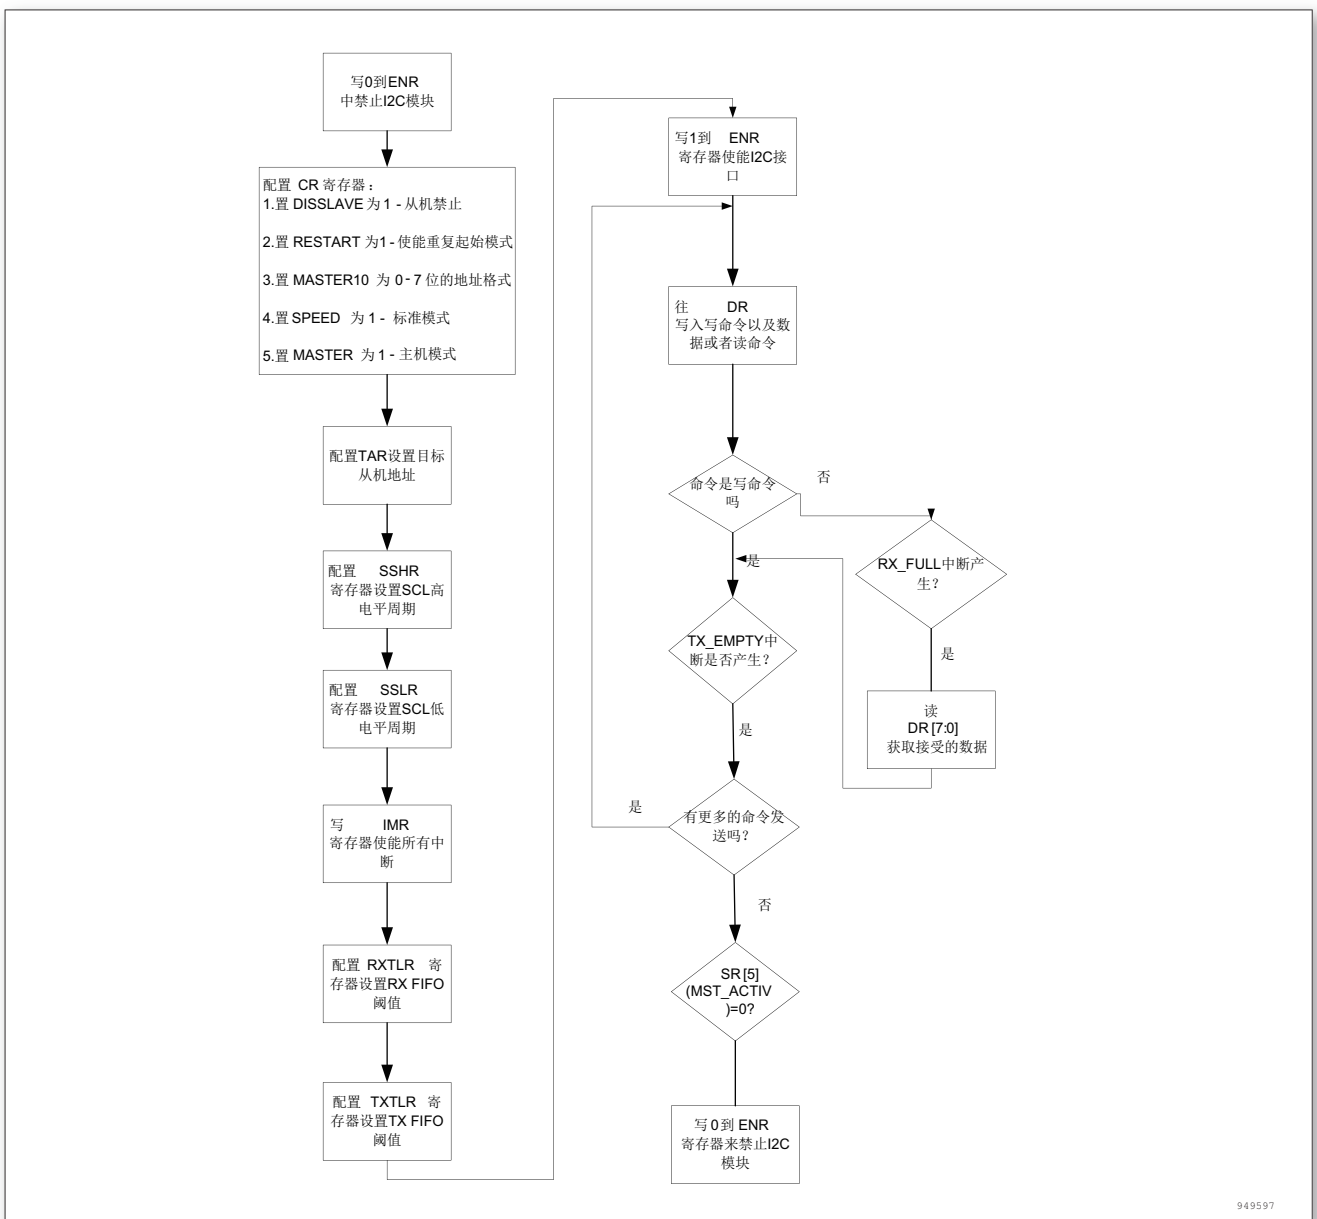 写0到ENR
中禁止I2C模块
配置 CR 寄存器：
1.置 DISSLAVE 为 1 - 从机禁止
2.置 RESTART 为1 - 使能重复起始模式
3.置 MASTER10 为 0 - 7 位的地址格式
4.置 SPEED 为 1 - 标准模式
5.置 MASTER 为 1 - 主机模式
配置TAR设置目标
从机地址
配置 SSHR
寄存器设置SCL高
电平周期
配置 SSLR
寄存器设置SCL低
电平周期
写 IMR
寄存器使能所有中
断
配置 RXTLR 寄
存器设置RX FIFO
阈值
配置 TXTLR 寄
存器设置TX FIFO
阈值
写1到 ENR
寄存器使能I2C接
口
往 DR
写入写命令以及数
据或者读命令
命令是写命令
吗
否
是
RX_FULL中断产
生？
是
读
DR [7:0]
获取接受的数据
TX_EMPTY中
断是否产生？
是
有更多的命令发
送吗？
是
否
SR [5]
(MST_ACTIV
)=0?
写 0 到 ENR
寄存器来禁止I2C
模块
949597